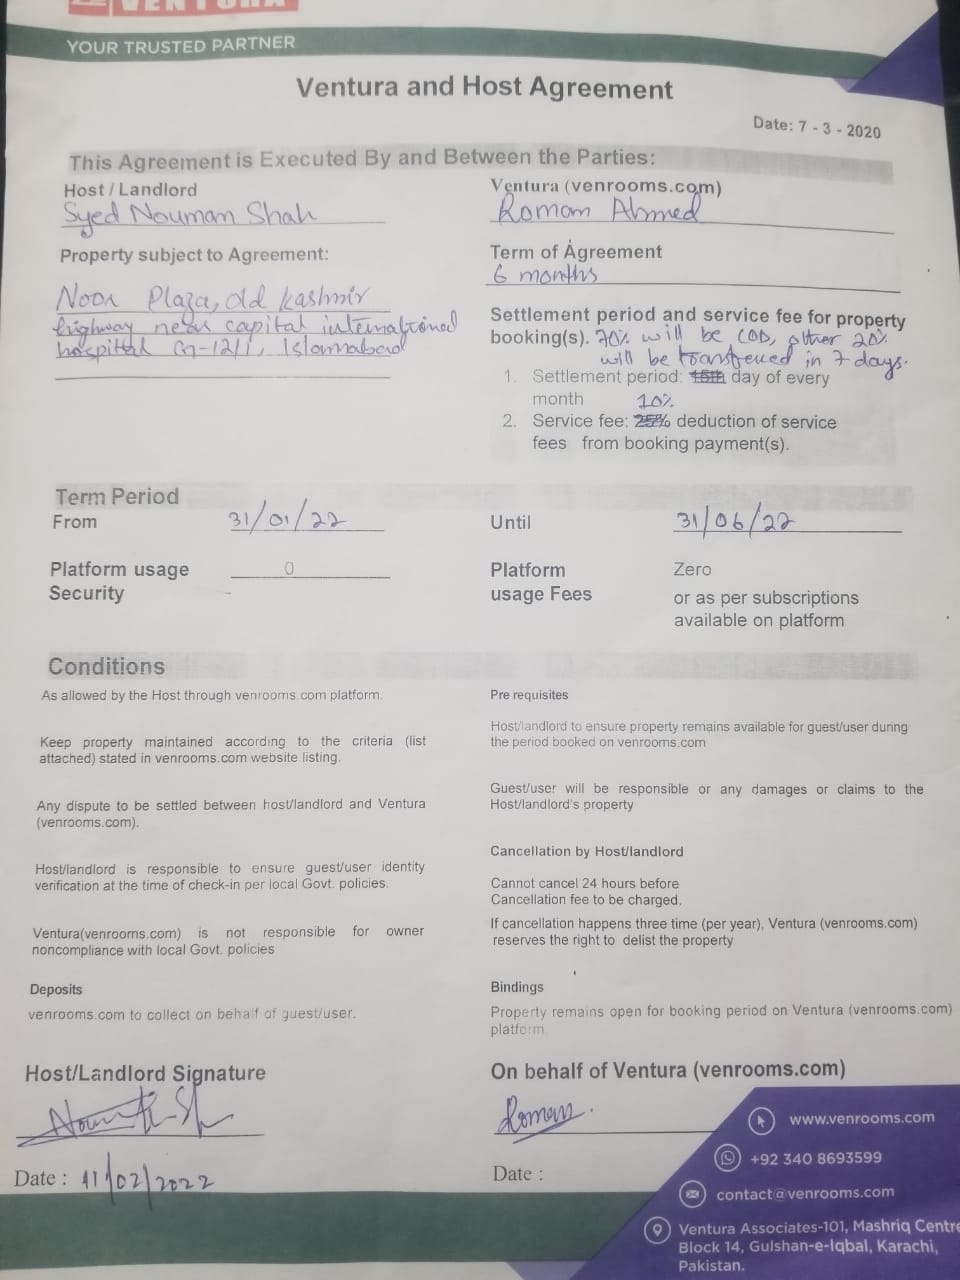 VENTURA
YOUR TRUSTED PARTNER
Ventura and Host Agreement
Date: 7 - 3 - 2020
This Agreement is Executed By and Between the Parties:
Host / Landlord
Syed Nouman Shah
Ventura (venrooms.com)
Roman Ahmed
Property subject to Agreement:
Noor Plaza, old Kashmir
highway near capital international
hospital G-12/1, Islamabad
Term of Agreement
6 months
Settlement period and service fee for property
booking(s). 70% will be COD, other 20%
will be transferred in 7 days.
1. Settlement period: 15th day of every
month 10%
2. Service fee: 25% deduction of service
fees from booking payment(s).
Term Period
From 31/01/22
Until 31/06/22
Platform usage 0
Security
Platform Zero
usage Fees or as per subscriptions
available on platform
Conditions
As allowed by the Host through venrooms.com platform.
Keep property maintained according to the criteria (list
attached) stated in venrooms.com website listing.
Any dispute to be settled between host/landlord and Ventura
(venrooms.com).
Host/landlord is responsible to ensure guest/user identity
verification at the time of check-in per local Govt. policies.
Ventura(venrooms.com) is not responsible for owner
noncompliance with local Govt. policies
Deposits
venrooms.com to collect on behalf of guest/user.
Pre requisites
Host/landlord to ensure property remains available for guest/user during
the period booked on venrooms.com
Guest/user will be responsible or any damages or claims to the
Host/landlord's property
Cancellation by Host/landlord
Cannot cancel 24 hours before
Cancellation fee to be charged.
If cancellation happens three time (per year), Ventura (venrooms.com)
reserves the right to delist the property
Bindings
Property remains open for booking period on Ventura (venrooms.com)
platform
Host/Landlord Signature
Date : 11/02/2022
On behalf of Ventura (venrooms.com)
Roman.
Date :
www.venrooms.com
+92 340 8693599
contact@venrooms.com
Ventura Associates-101, Mashriq Centre
Block 14, Gulshan-e-Iqbal, Karachi,
Pakistan.